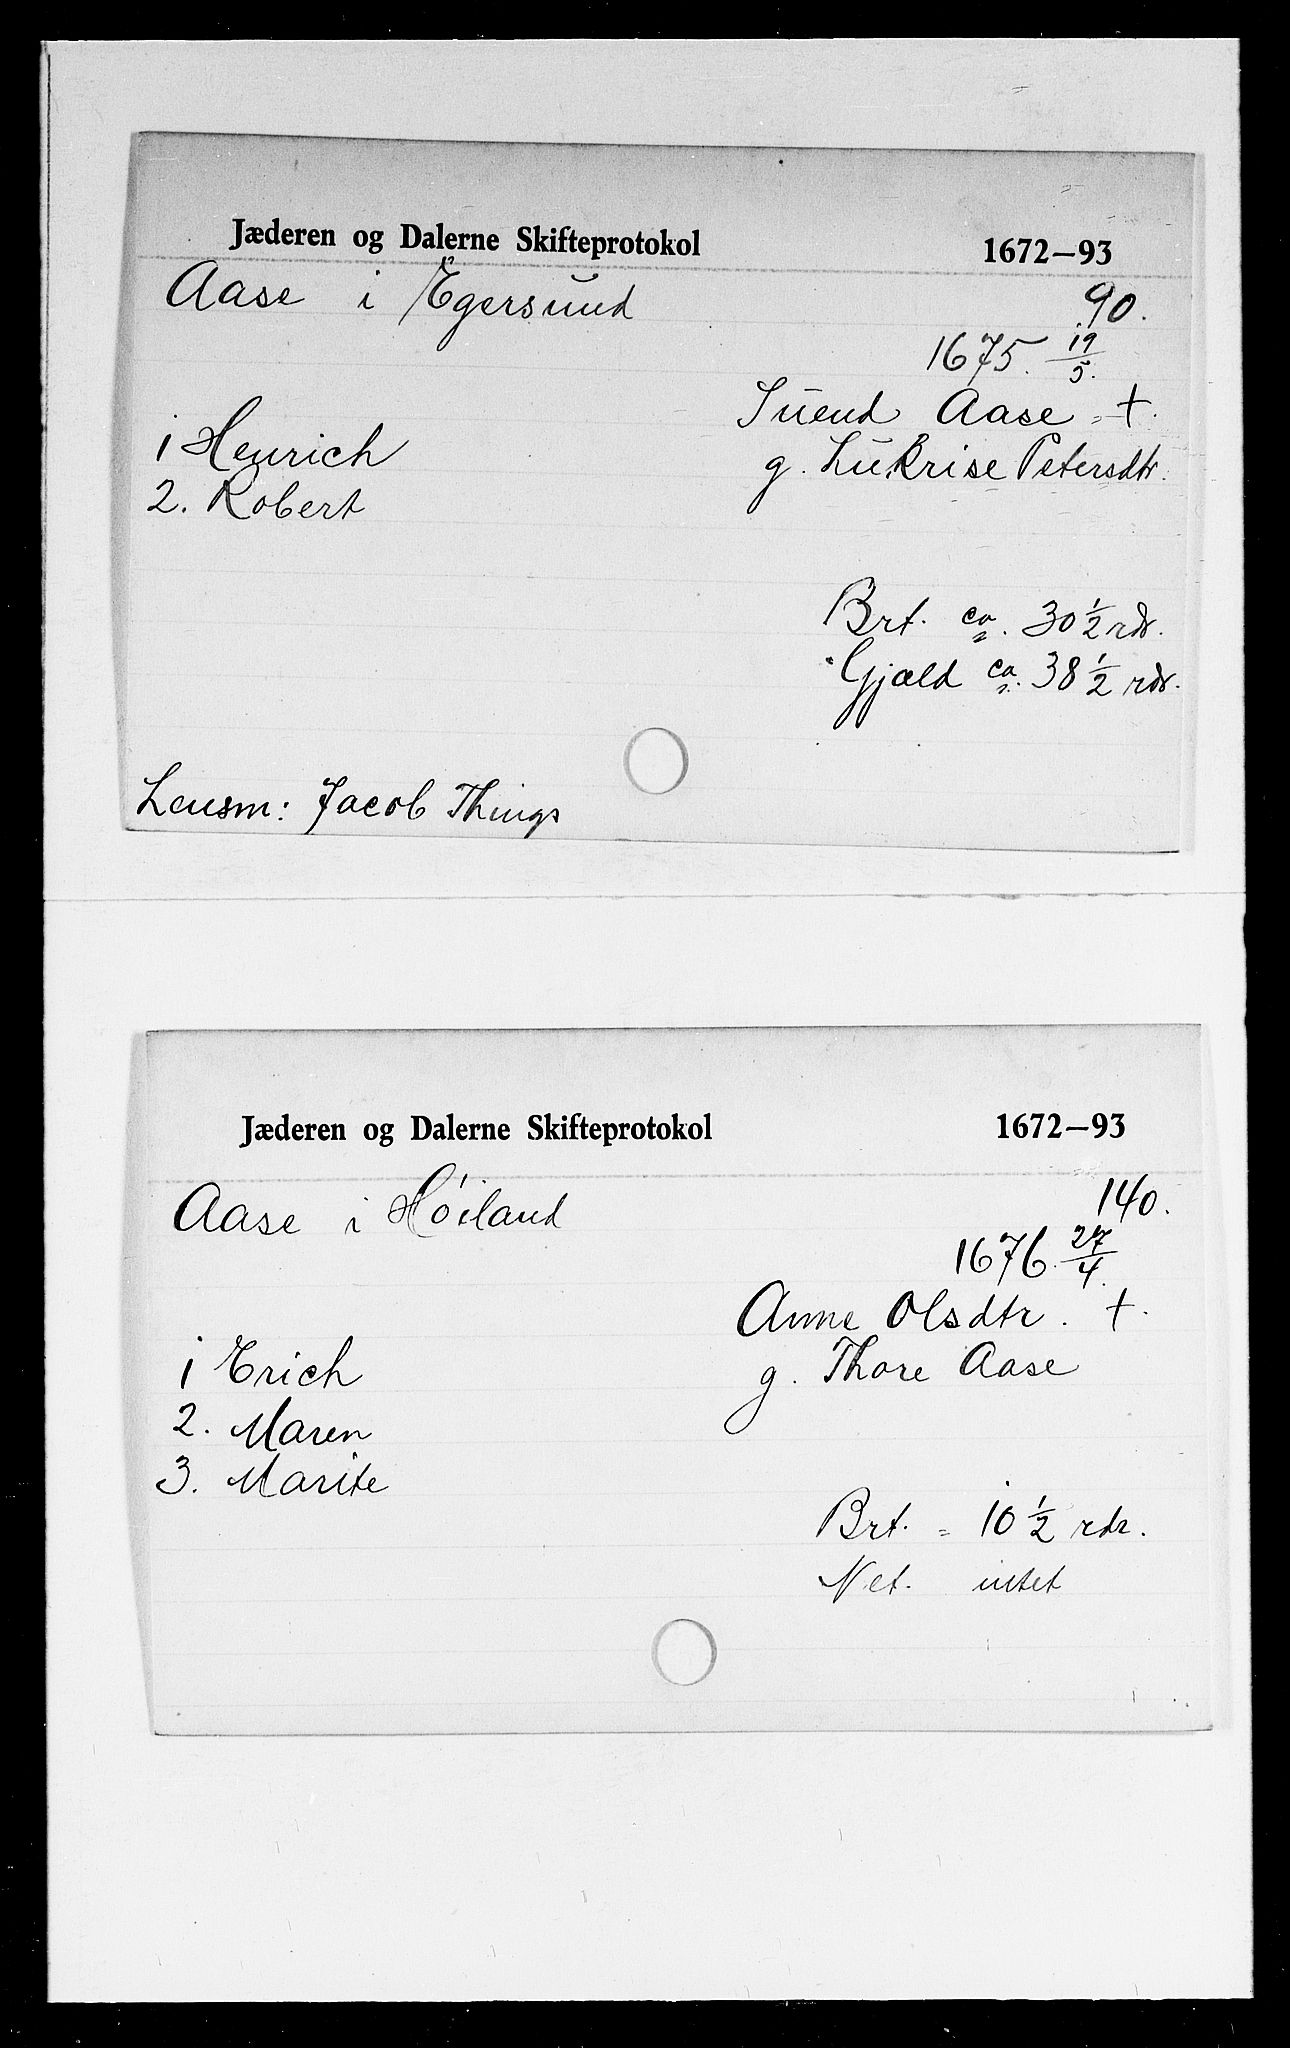 Jæderen og Dalerne Skifteprotokol 1672–93
Aase i Egersund 90.
1675. 19/5.
Suend Aase +.
1 Henrich g. Lukrise Petersdtr.
2. Robert
Brt. ca. 30 1/2 rdr.
Gjæld ca. 38 1/2 rdr.
Lensm: Jacob Things
Jæderen og Dalerne Skifteprotokol 1672–93
Aase i Höiland 140.
1676. 27/4.
Anne Olsdtr. +.
1 Erich g. Thore Aase
2. Maren
3. Marite
Brt. = 10 1/2 rdr.
Net. intet